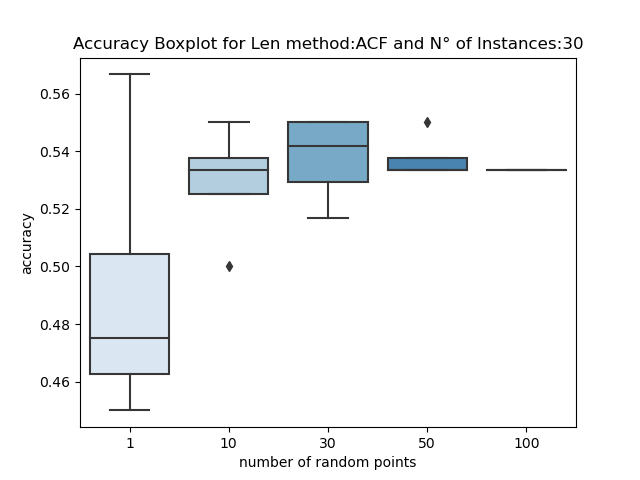 Accuracy Boxplot for Len method:ACF and N° of Instances:30
accuracy
0.56
0.54
0.52
0.50
0.48
0.46
1 10 30 50 100
number of random points